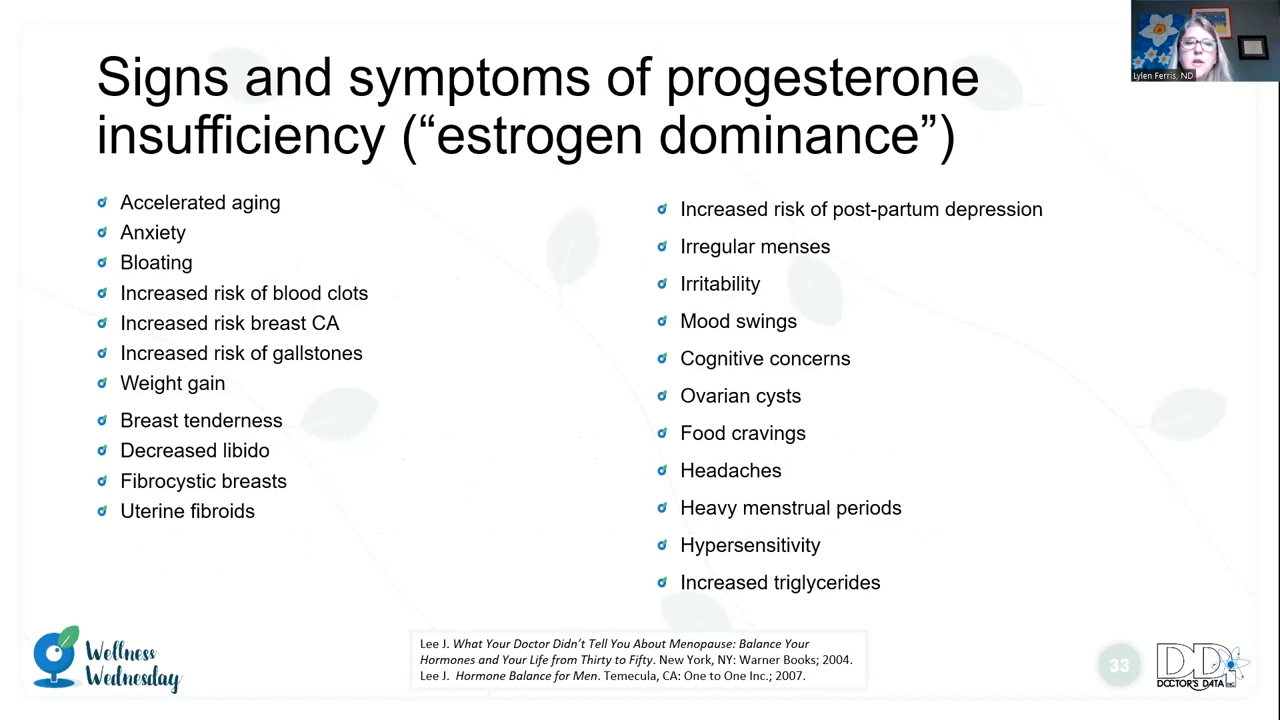 Signs and symptoms of progesterone
insufficiency (“estrogen dominance”)
Accelerated aging
Anxiety
Bloating
Increased risk of blood clots
Increased risk breast CA
Increased risk of gallstones
Weight gain
Breast tenderness
Decreased libido
Fibrocystic breasts
Uterine fibroids
Increased risk of post-partum depression
Irregular menses
Irritability
Mood swings
Cognitive concerns
Ovarian cysts
Food cravings
Headaches
Heavy menstrual periods
Hypersensitivity
Increased triglycerides
Lylen Ferris, ND
Wellness
Wednesday
Lee J. What Your Doctor Didn’t Tell You About Menopause: Balance Your
Hormones and Your Life from Thirty to Fifty. New York, NY: Warner Books; 2004.
Lee J. Hormone Balance for Men. Temecula, CA: One to One Inc.; 2007.
33
DDI
DOCTOR'S DATA INC.